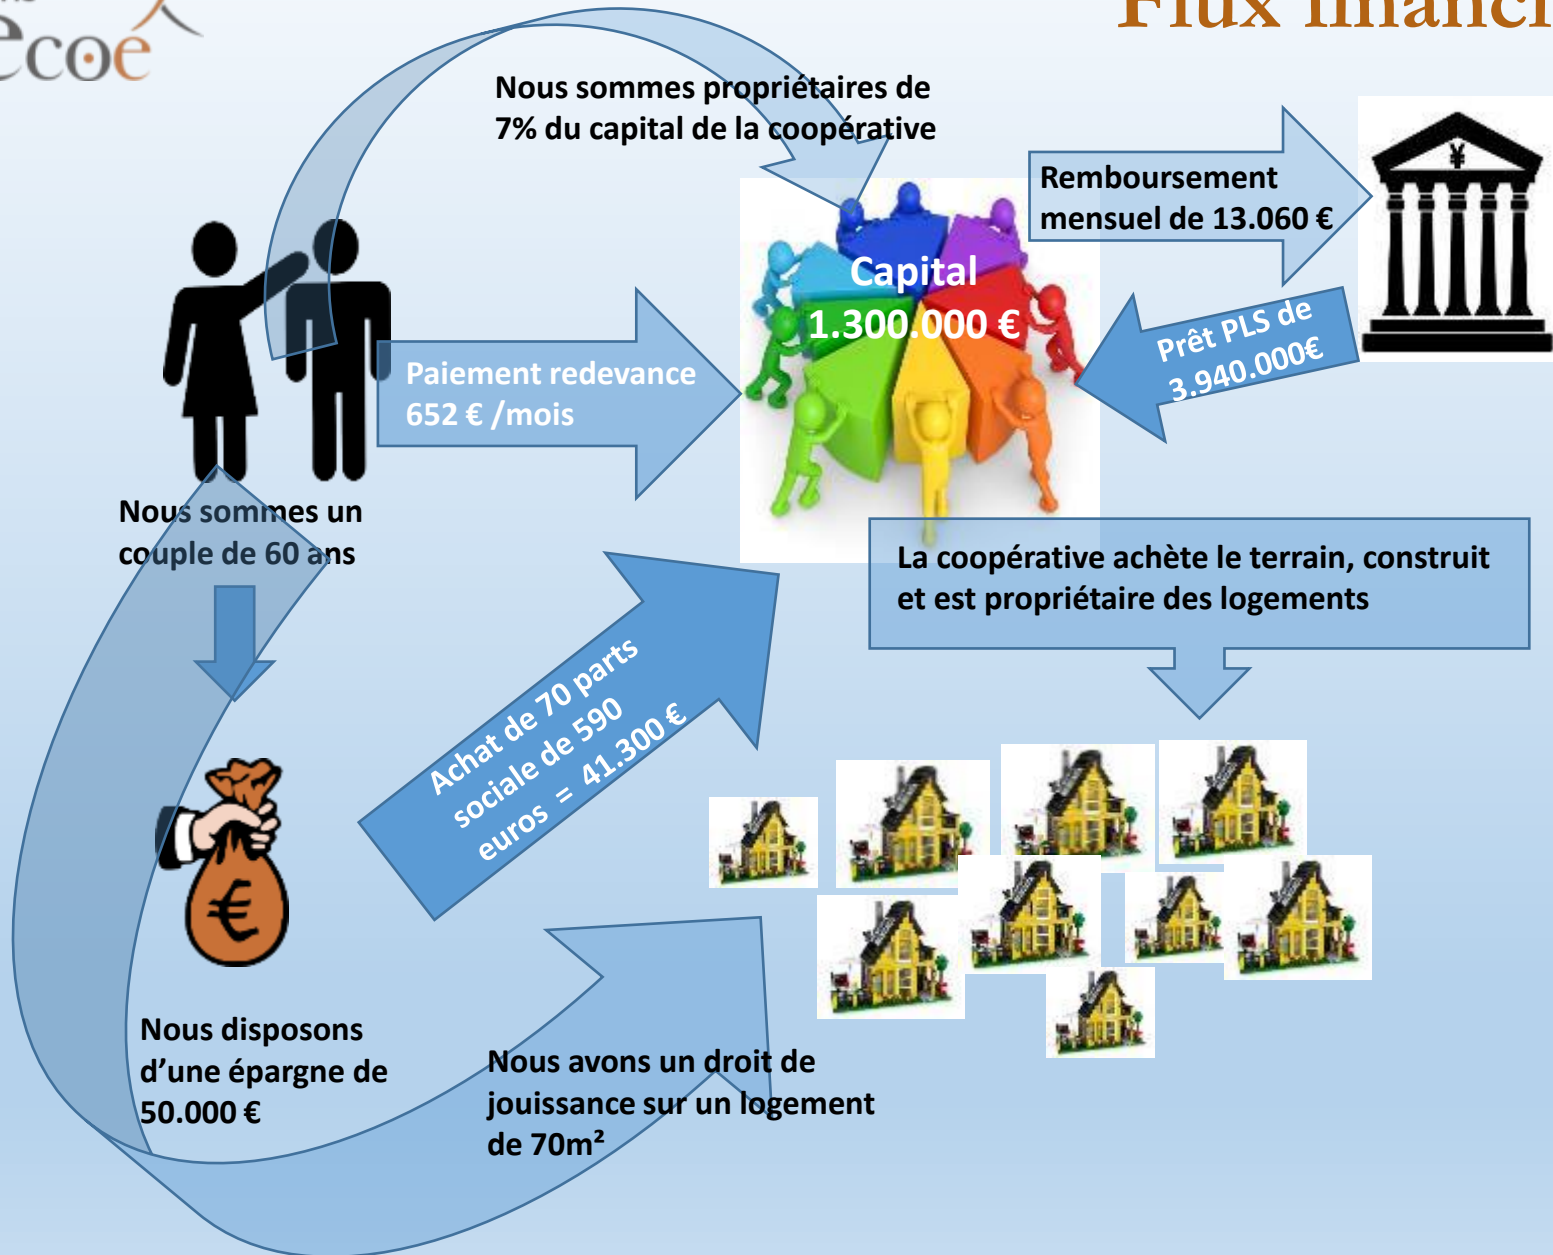 écoé
Flux financi
Nous sommes propriétaires de
7% du capital de la coopérative
Remboursement
mensuel de 13.060 €
¥
Capital
1.300.000 €
Prêt PLS de
3.940.000€
Paiement redevance
652 € /mois
Nous sommes un
couple de 60 ans
La coopérative achète le terrain, construit
et est propriétaire des logements
Achat de 70 parts
sociale de 590
euros = 41.300 €
€
Nous disposons
d’une épargne de
50.000 €
Nous avons un droit de
jouissance sur un logement
de 70m²